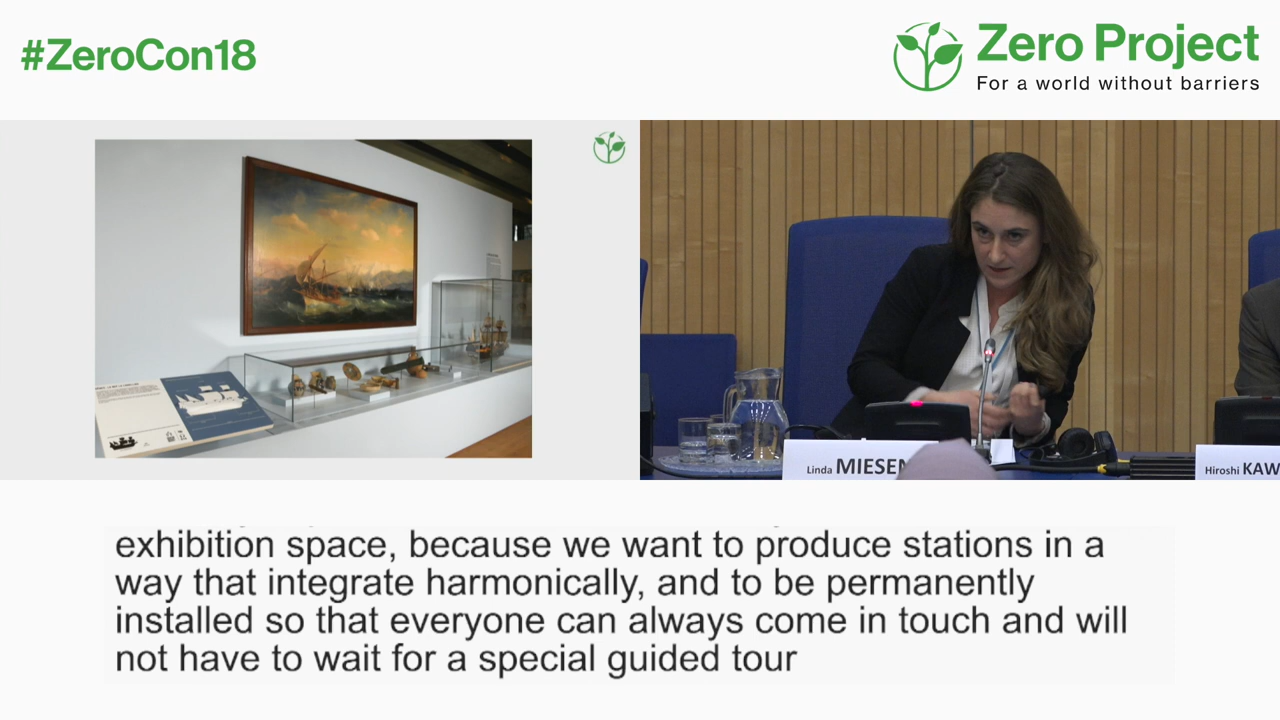 #ZeroCon18
Zero Project
For a world without barriers
Linda MIESEN
Hiroshi KAW
exhibition space, because we want to produce stations in a
way that integrate harmonically, and to be permanently
installed so that everyone can always come in touch and will
not have to wait for a special guided tour